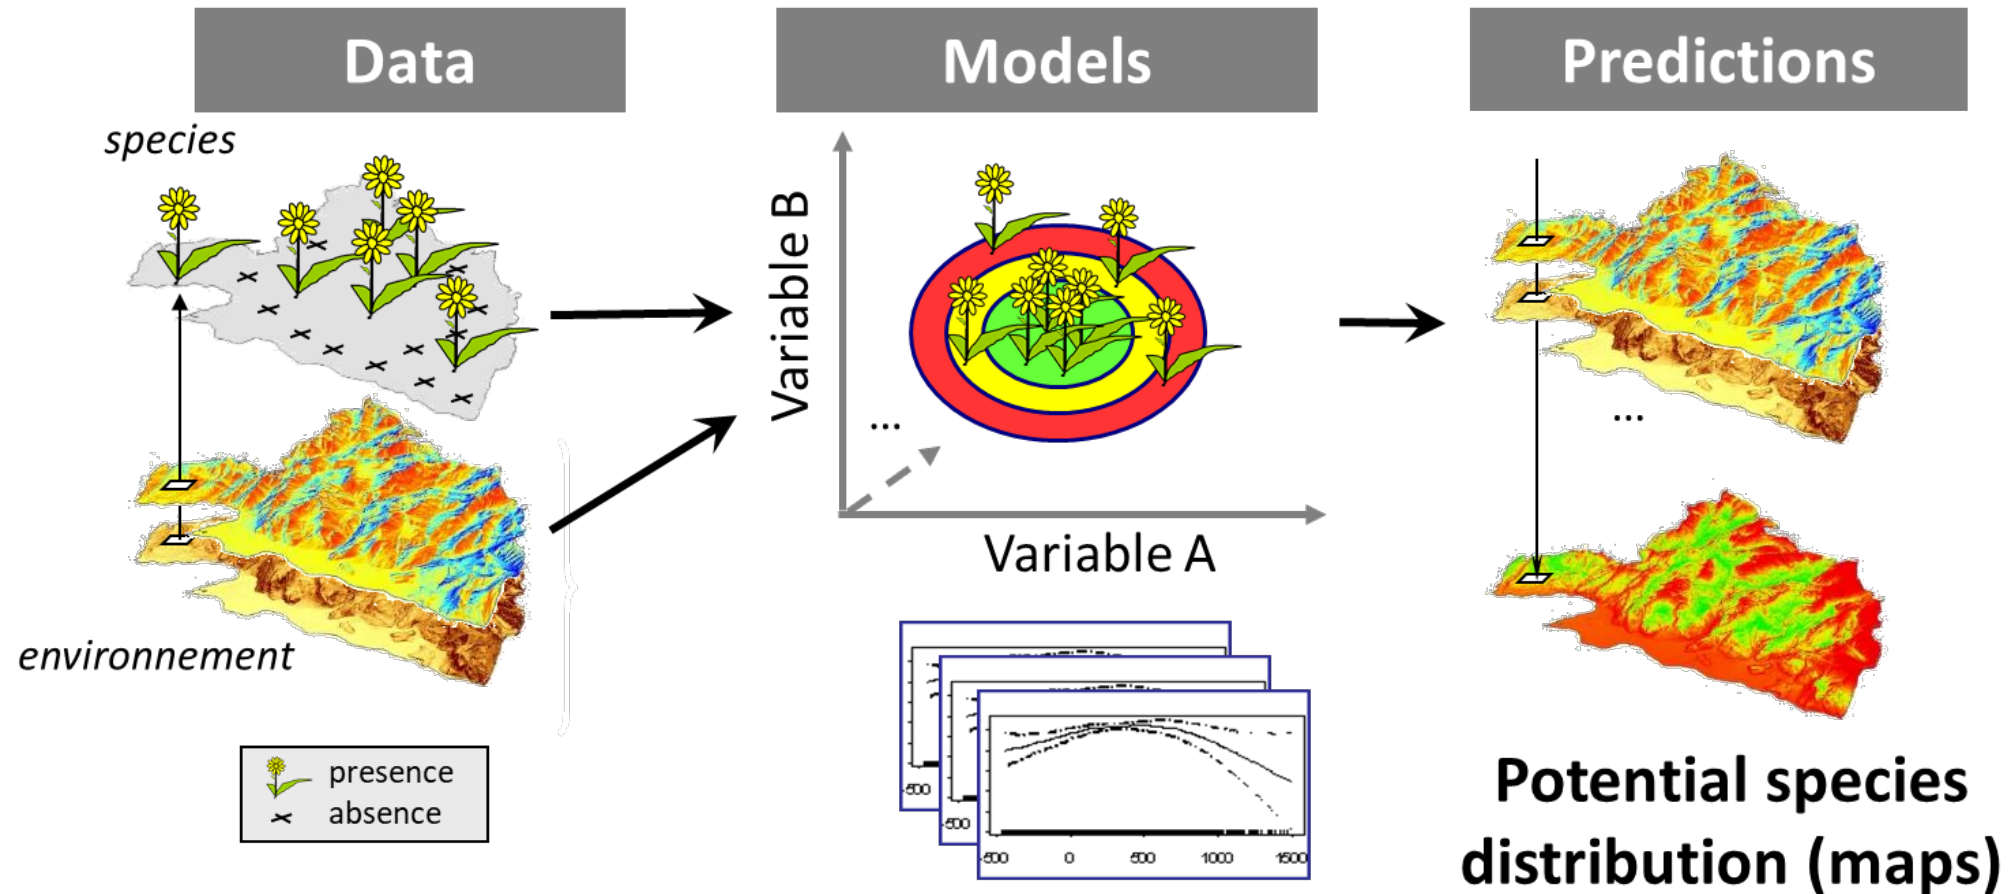 Data
Models
Predictions
species
environnement
presence
absence
Variable B
...
Variable A
-500
-500
-500 0 500 1000 1500
...
Potential species
distribution (maps)